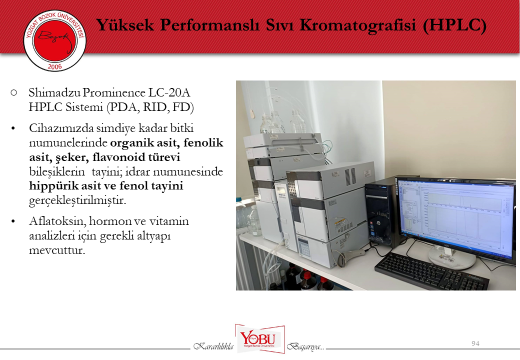 Yüksek Performanslı Sıvı Kromatografisi (HPLC)
YOZGAT BOZOK ÜNİVERSİTESİ
Bozok
2006
○ Shimadzu Prominence LC-20A
HPLC Sistemi (PDA, RID, FD)
• Cihazımızda simdiye kadar bitki
numunelerinde organik asit, fenolik
asit, şeker, flavonoid türevi
bileşiklerin tayini; idrar numunesinde
hippürik asit ve fenol tayini
gerçekleştirilmiştir.
• Aflatoksin, hormon ve vitamin
analizleri için gerekli altyapı
mevcuttur.
Kararlılıkla
YOBU
Başarıya...
94